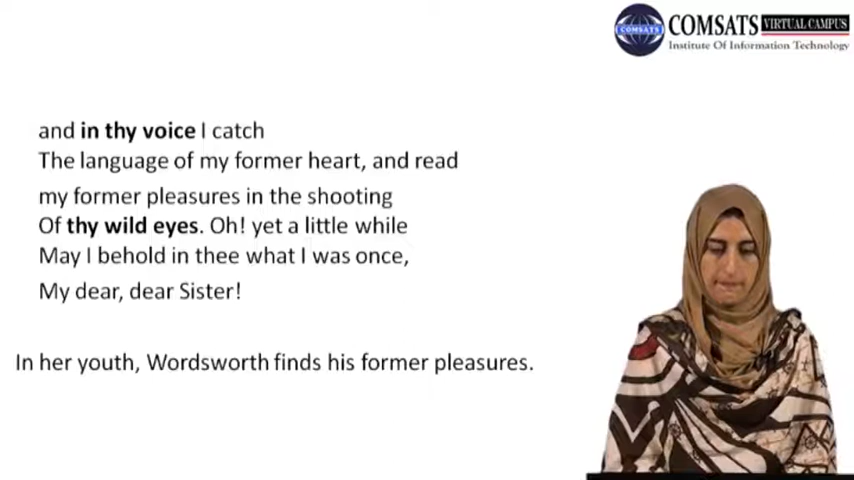 COMSATS
COMSATS VIRTUAL CAMPUS
Institute Of Information Technology
and in thy voice I catch
The language of my former heart, and read
my former pleasures in the shooting
Of thy wild eyes. Oh! yet a little while
May I behold in thee what I was once,
My dear, dear Sister!
In her youth, Wordsworth finds his former pleasures.